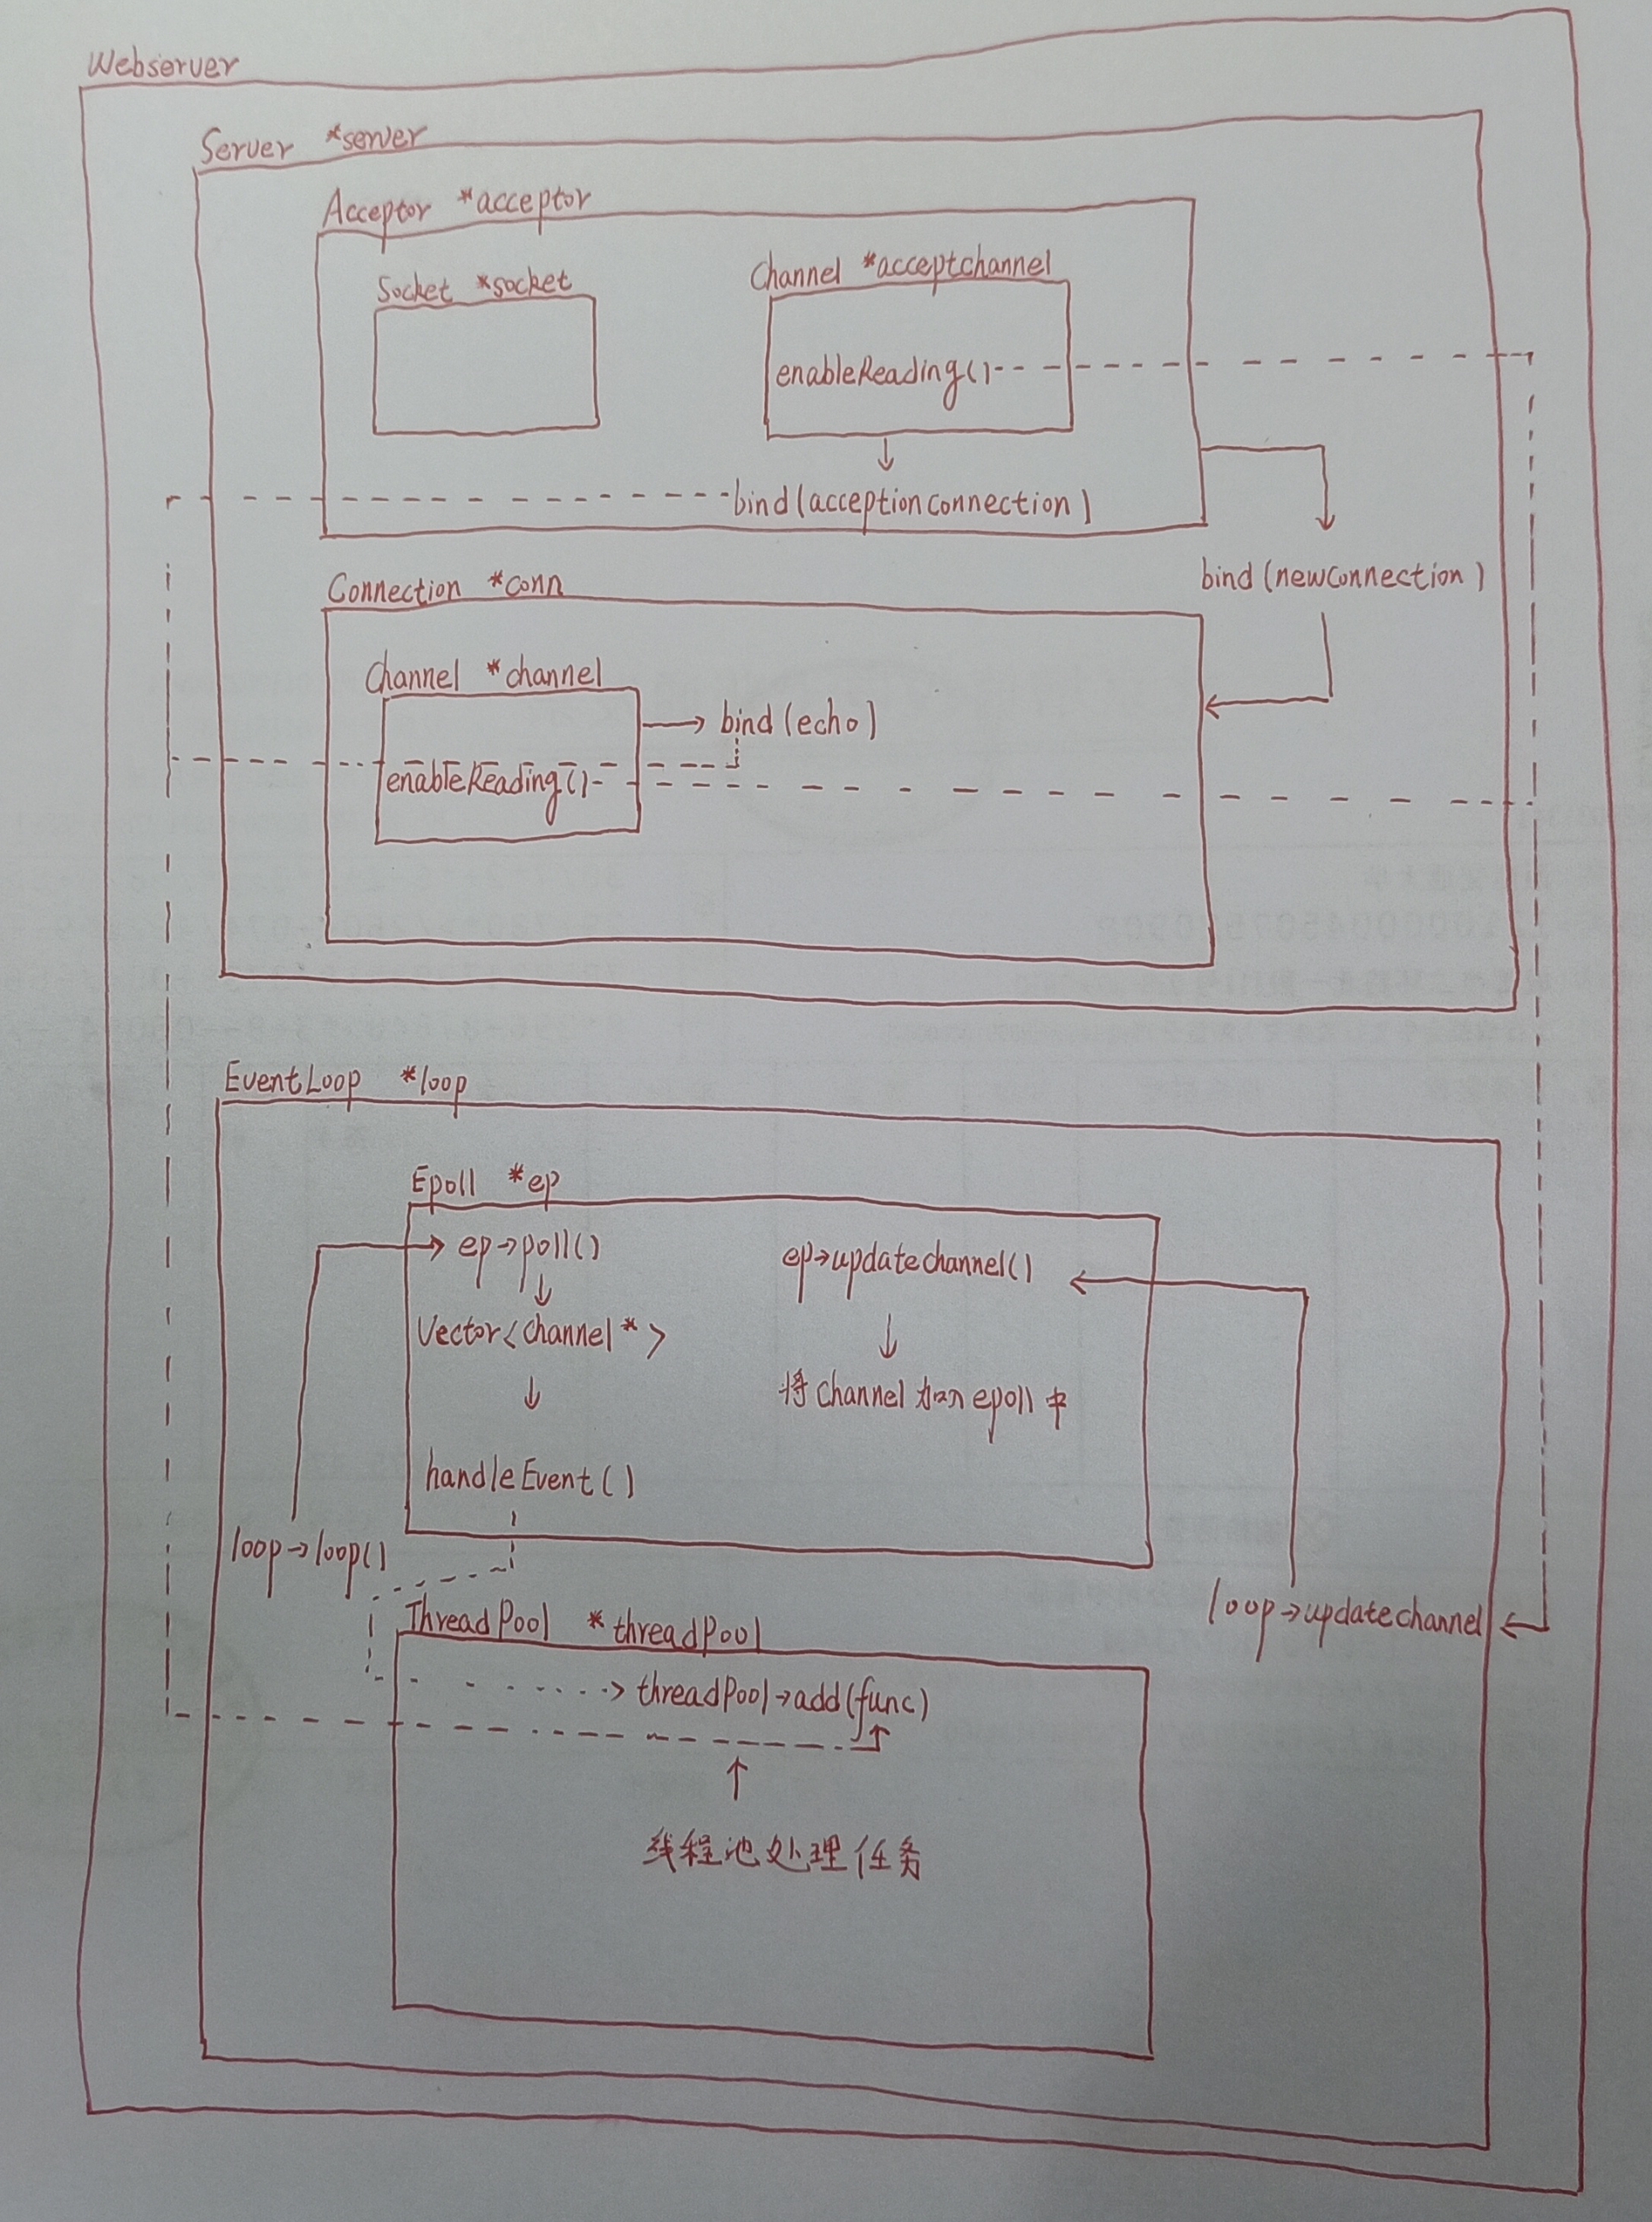 Webserver
Server *server
Acceptor *acceptor
Socket *socket
Channel *acceptchannel
enableReading()
bind(acceptionconnection)
Connection *conn
bind(newconnection)
Channel *channel
bind(echo)
enableReading()
EventLoop *loop
Epoll *ep
ep→poll()
ep→updatechannel()
Vector<channel*>
将Channel加入epoll中
handleEvent()
loop→loop()
ThreadPool *threadPool
loop→updatechannel
threadPool→add(func)
线程池处理任务